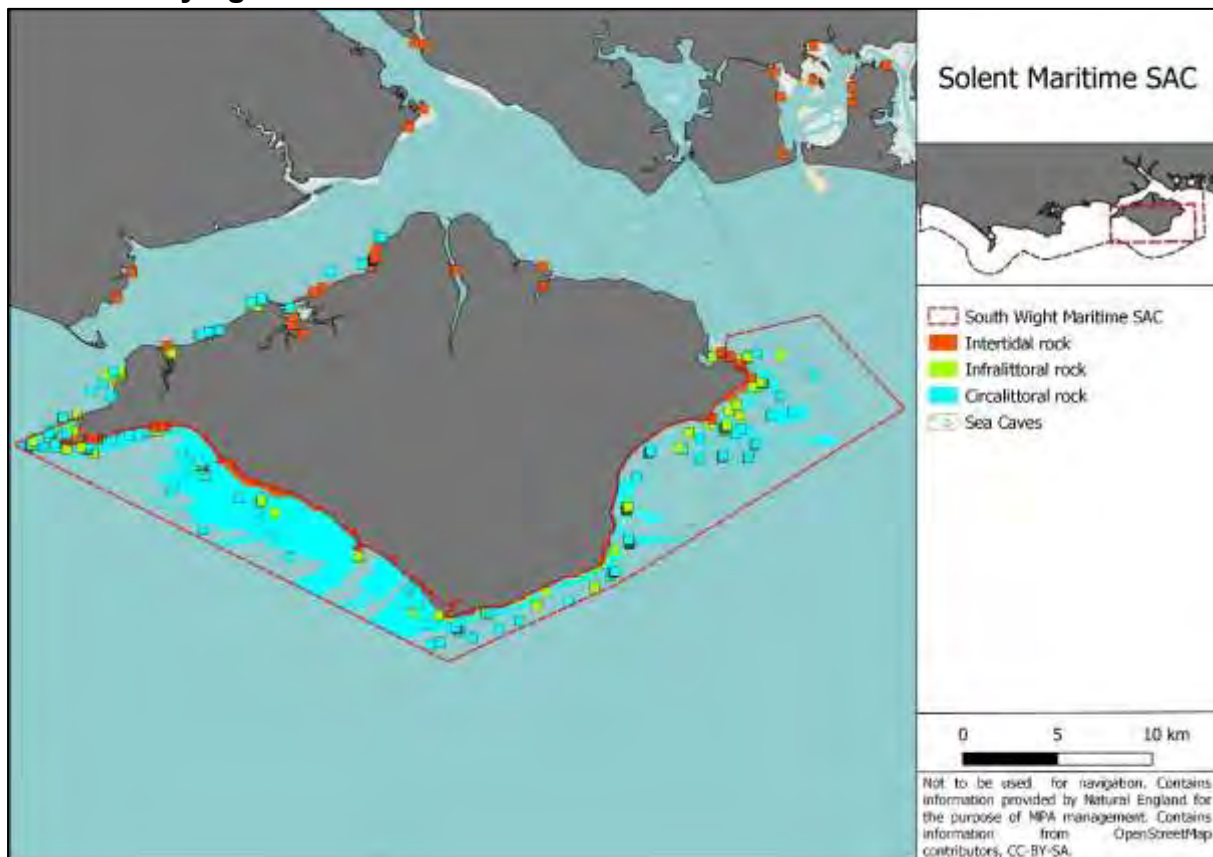 Solent Maritime SAC
South Wight Maritime SAC
Intertidal rock
Infralittoral rock
Circalittoral rock
Sea Caves
0 5 10 km
Not to be used for navigation. Contains
information provided by Natural England for
the purpose of MPA management. Contains
information from OpenStreetMap
contributors, CC-BY-SA.